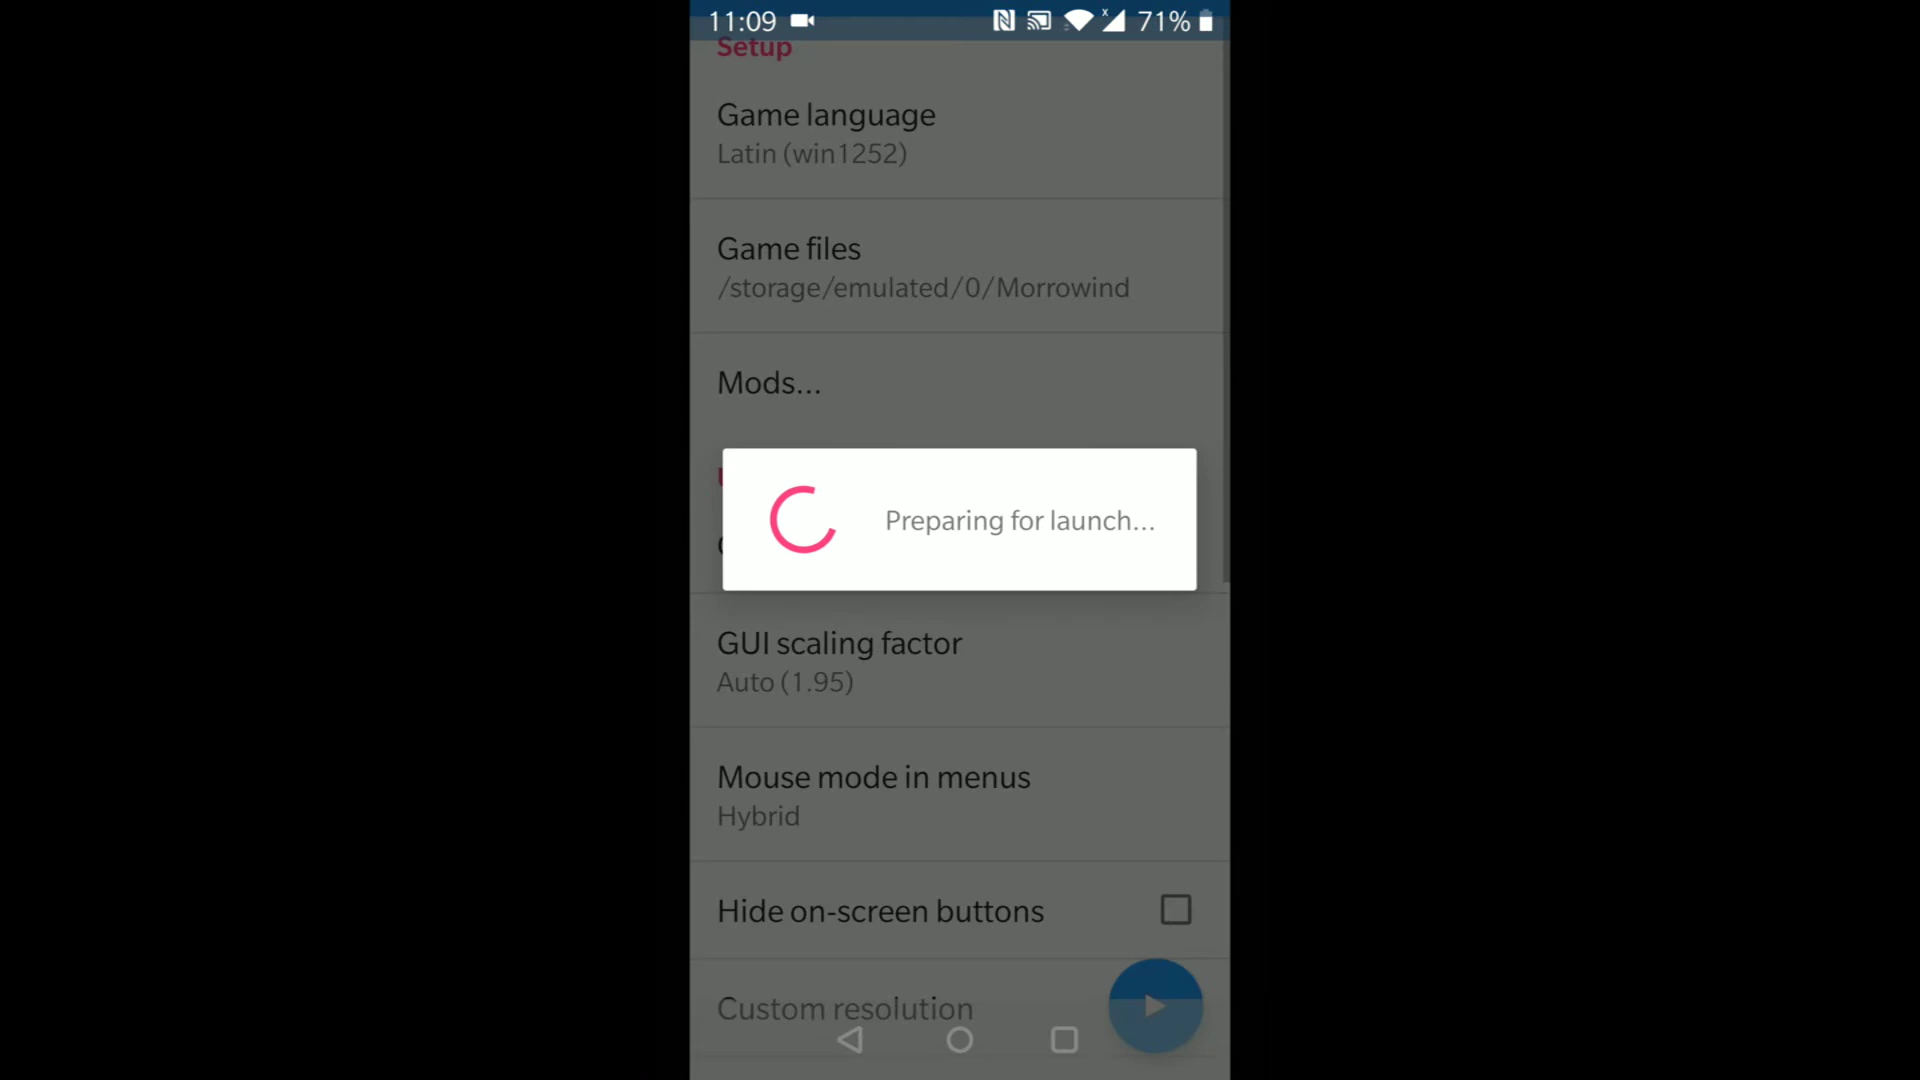 11:09
71%
Setup
Game language
Latin (win1252)
Game files
/storage/emulated/0/Morrowind
Mods...
Preparing for launch...
GUI scaling factor
Auto (1.95)
Mouse mode in menus
Hybrid
Hide on-screen buttons
Custom resolution